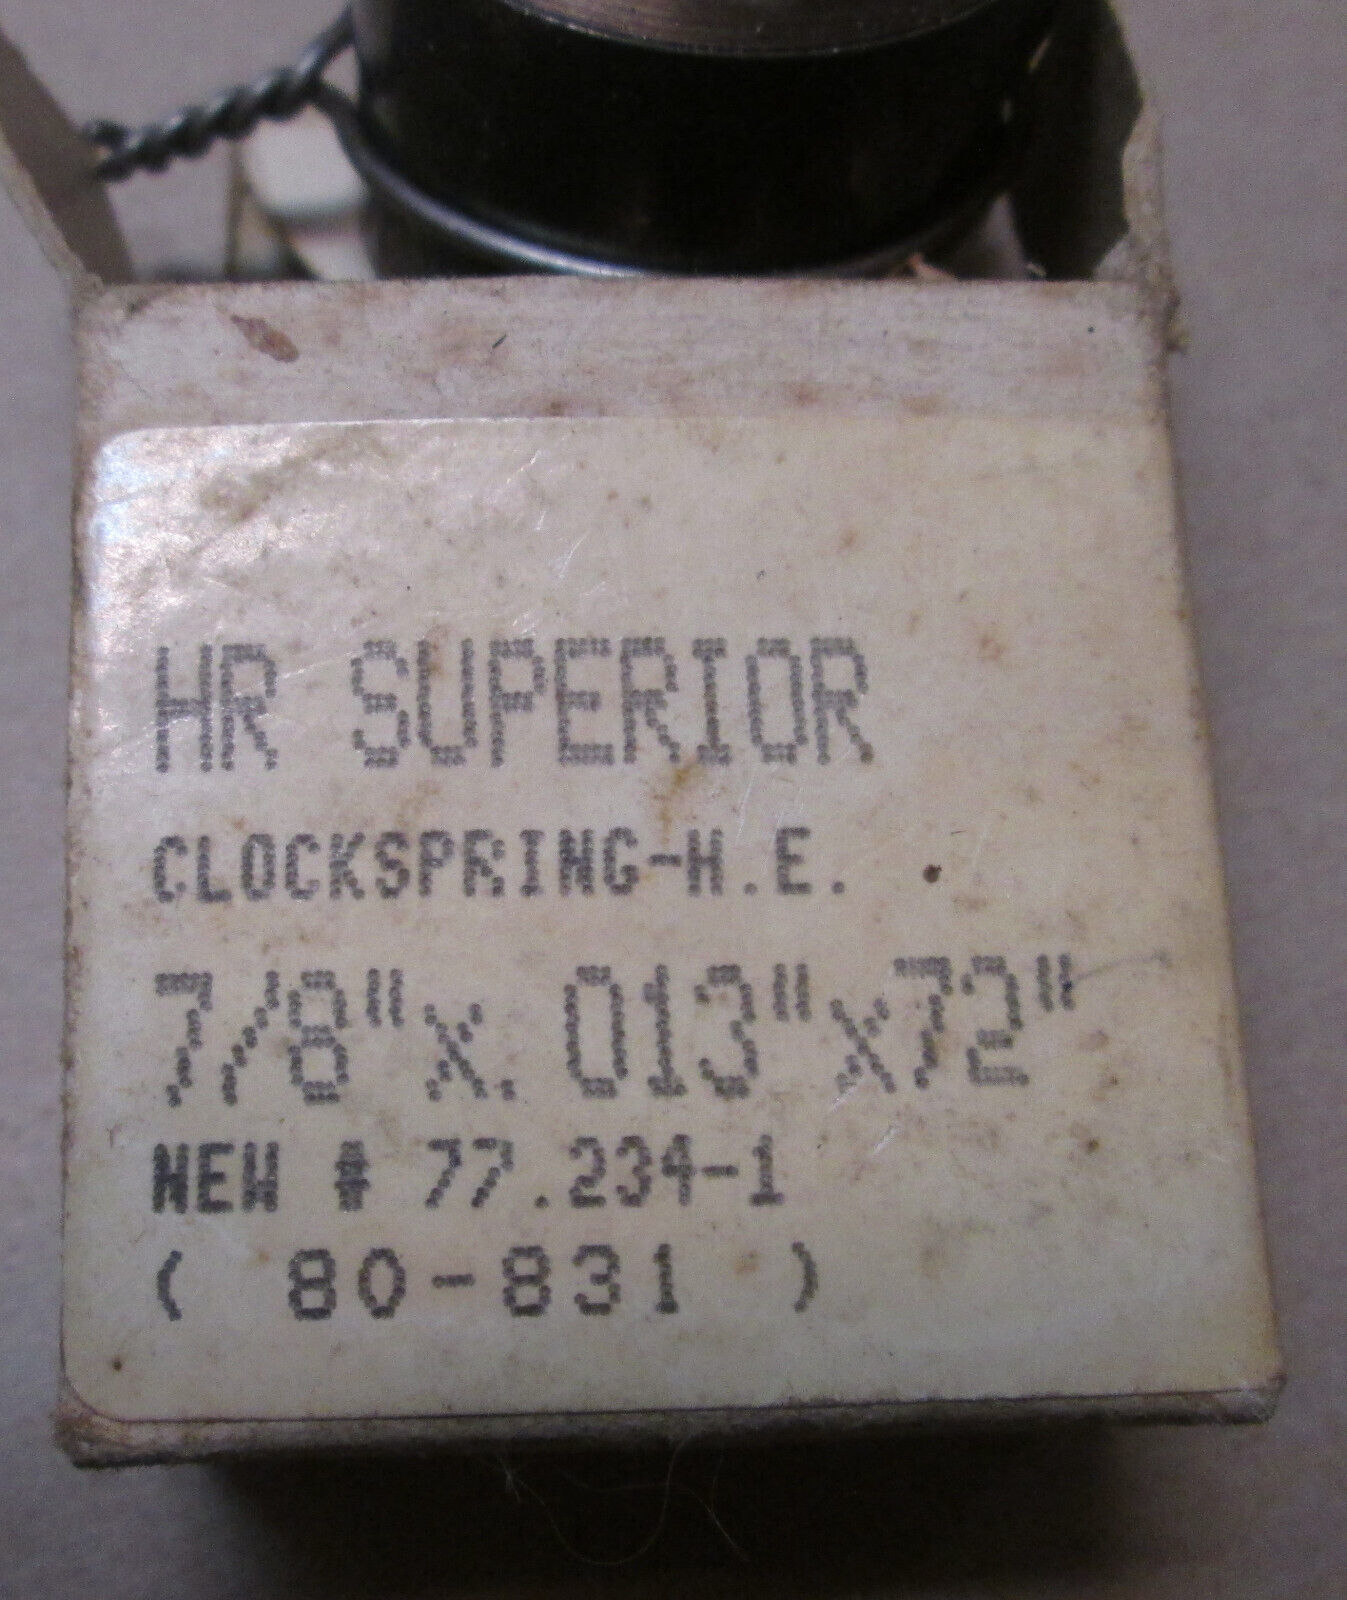 HR SUPERIOR
CLOCKSPRING-H.E.
7/8"x.013"x72"
NEW # 77.234-1
( 80-831 )